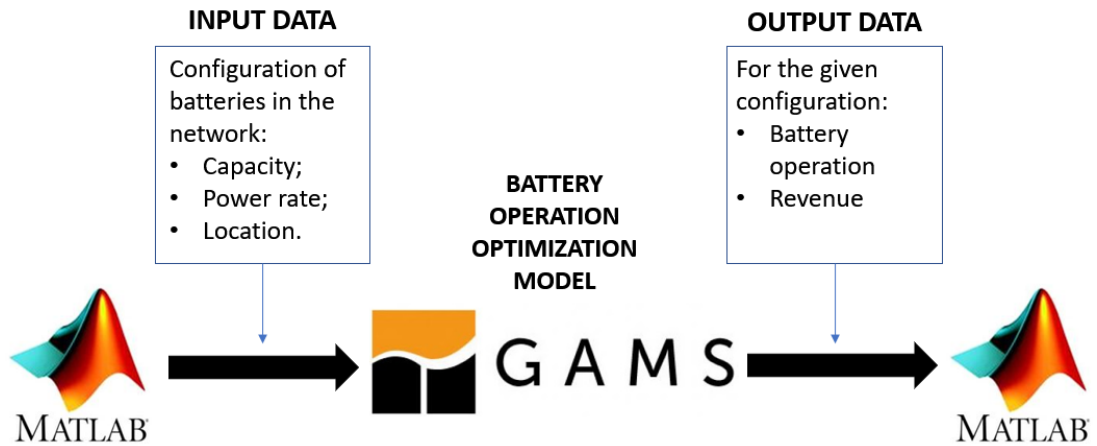 INPUT DATA
Configuration of
batteries in the
network:
• Capacity;
• Power rate;
• Location.
OUTPUT DATA
For the given
configuration:
• Battery
operation
• Revenue
BATTERY
OPERATION
OPTIMIZATION
MODEL
MATLAB
GAMS
MATLAB